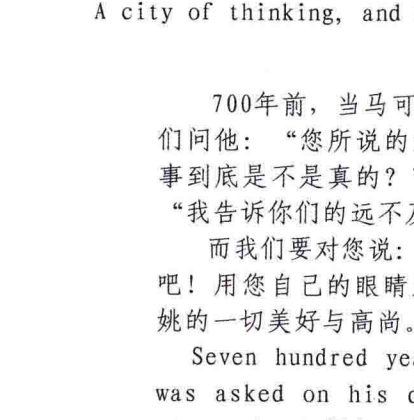 A city of thinking, and
700年前，当马可
们问他：“您所说的
事到底是不是真的？
“我告诉你们的远不
而我们要对您说：
吧！用您自己的眼睛
姚的一切美好与高尚。
Seven hundred
was asked on his